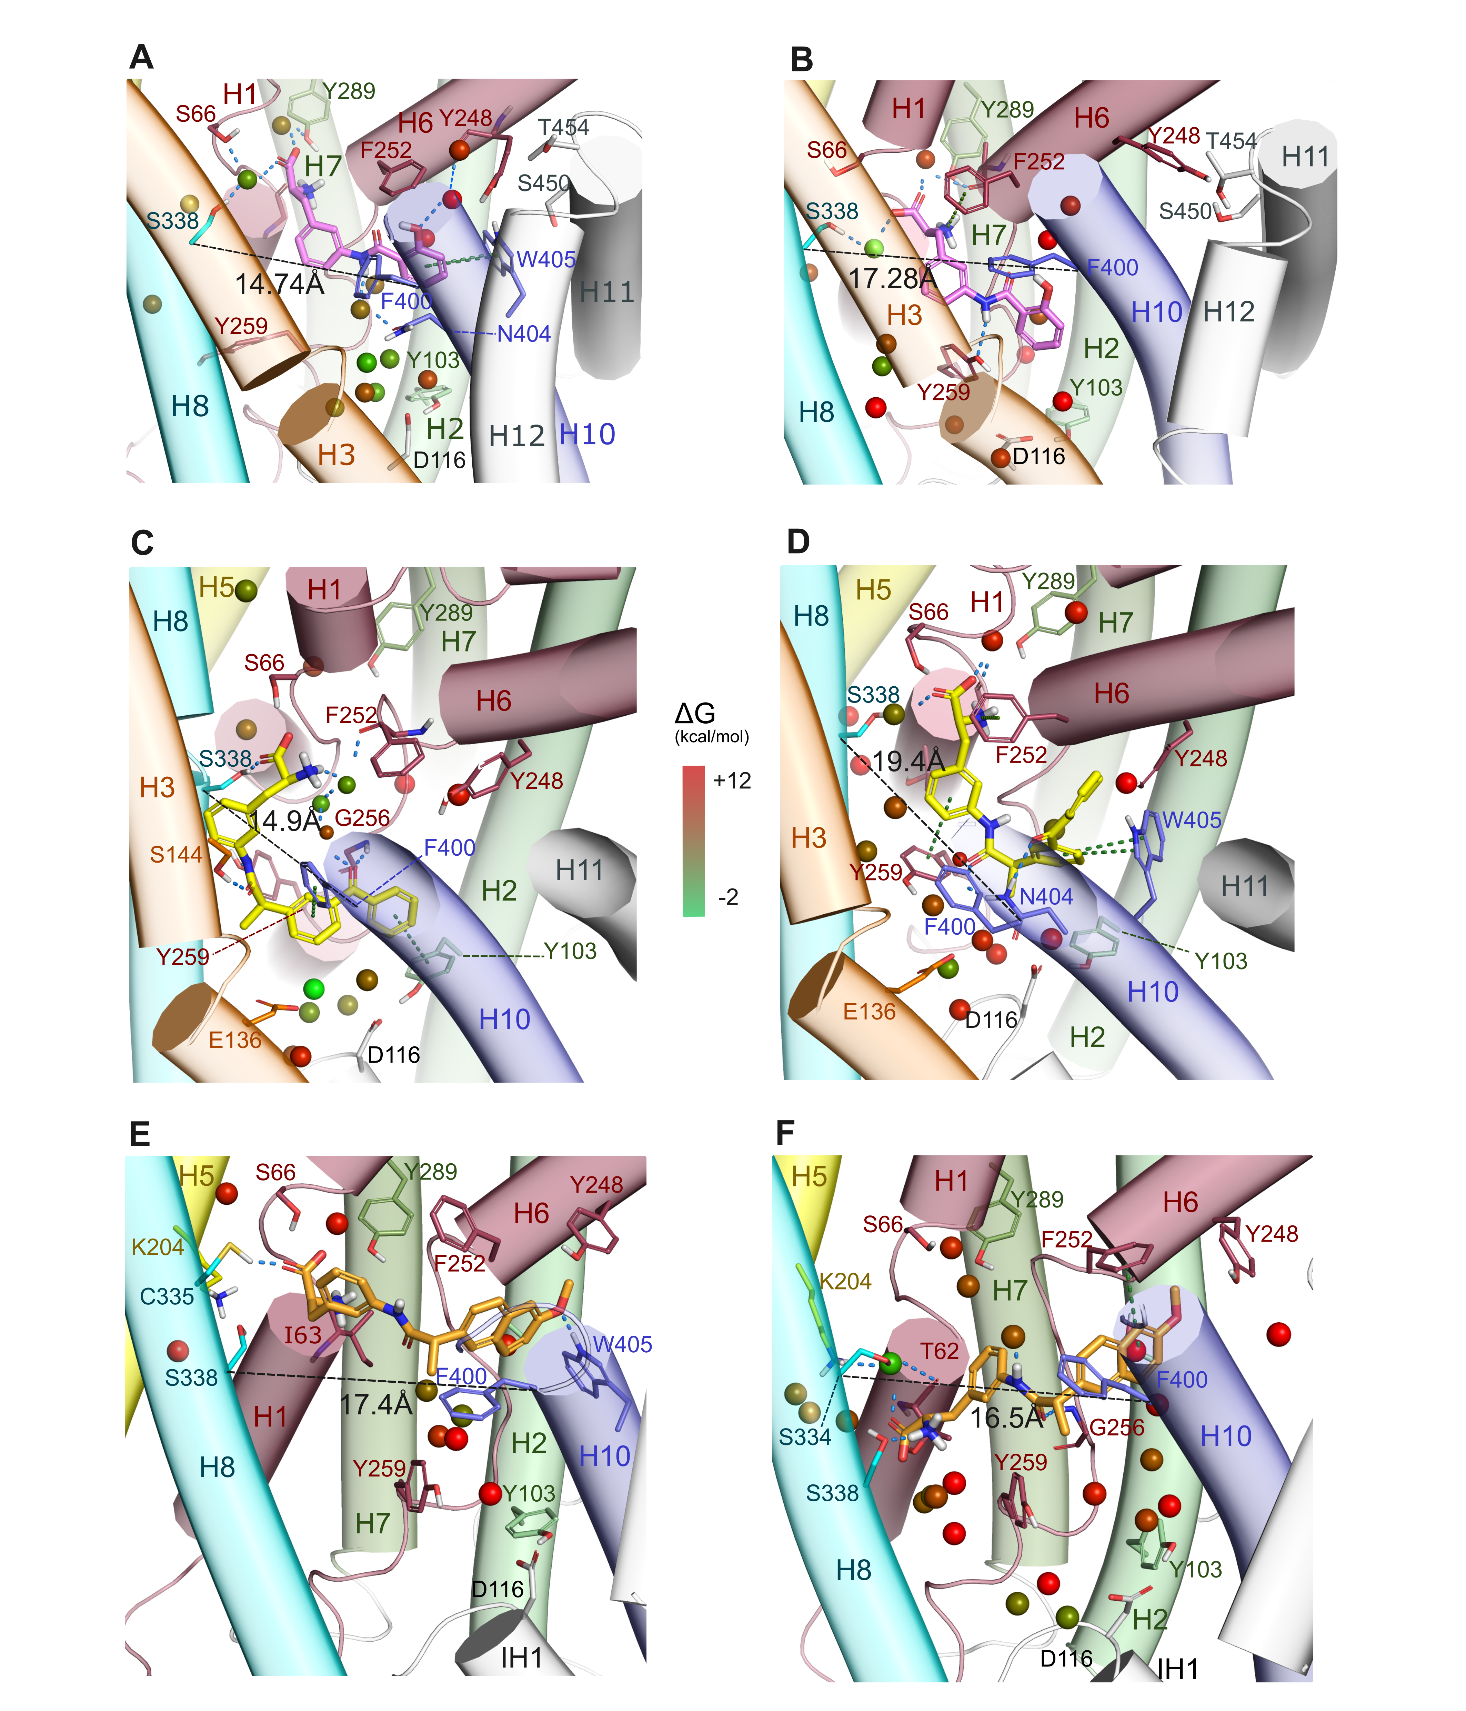 A
H1
Y289
S66
H6
Y248
T454
F252
H7
S450
S338
W405
14.74Å
F400
H11
N404
Y259
Y103
H8
H2
H12
H10
H3
D116
B
H1
Y289
H6
Y248
T454
S66
F252
H11
S338
S450
H7
F400
17.28Å
H3
H10
H12
H2
Y259
Y103
H8
D116
C
H5
H1
H8
Y289
H7
S66
H6
F252
S338
Y248
H3
14.9Å
G256
S144
F400
H11
H2
Y259
Y103
H10
E136
D116
ΔG
(kcal/mol)
+12
-2
D
H5
Y289
H1
S66
H8
H7
S338
H6
F252
19.4Å
Y248
W405
H3
Y259
H11
N404
F400
Y103
H10
E136
D116
H2
E
H5
S66
Y289
Y248
H6
K204
F252
C335
I63
W405
S338
E400
17.4Å
H1
H2
H10
H8
Y259
Y103
H7
D116
IH1
F
H5
H1
Y289
H6
S66
F252
Y248
K204
H7
T62
F400
16.5Å
S334
G256
H10
Y259
S338
H8
Y103
H2
D116
IH1